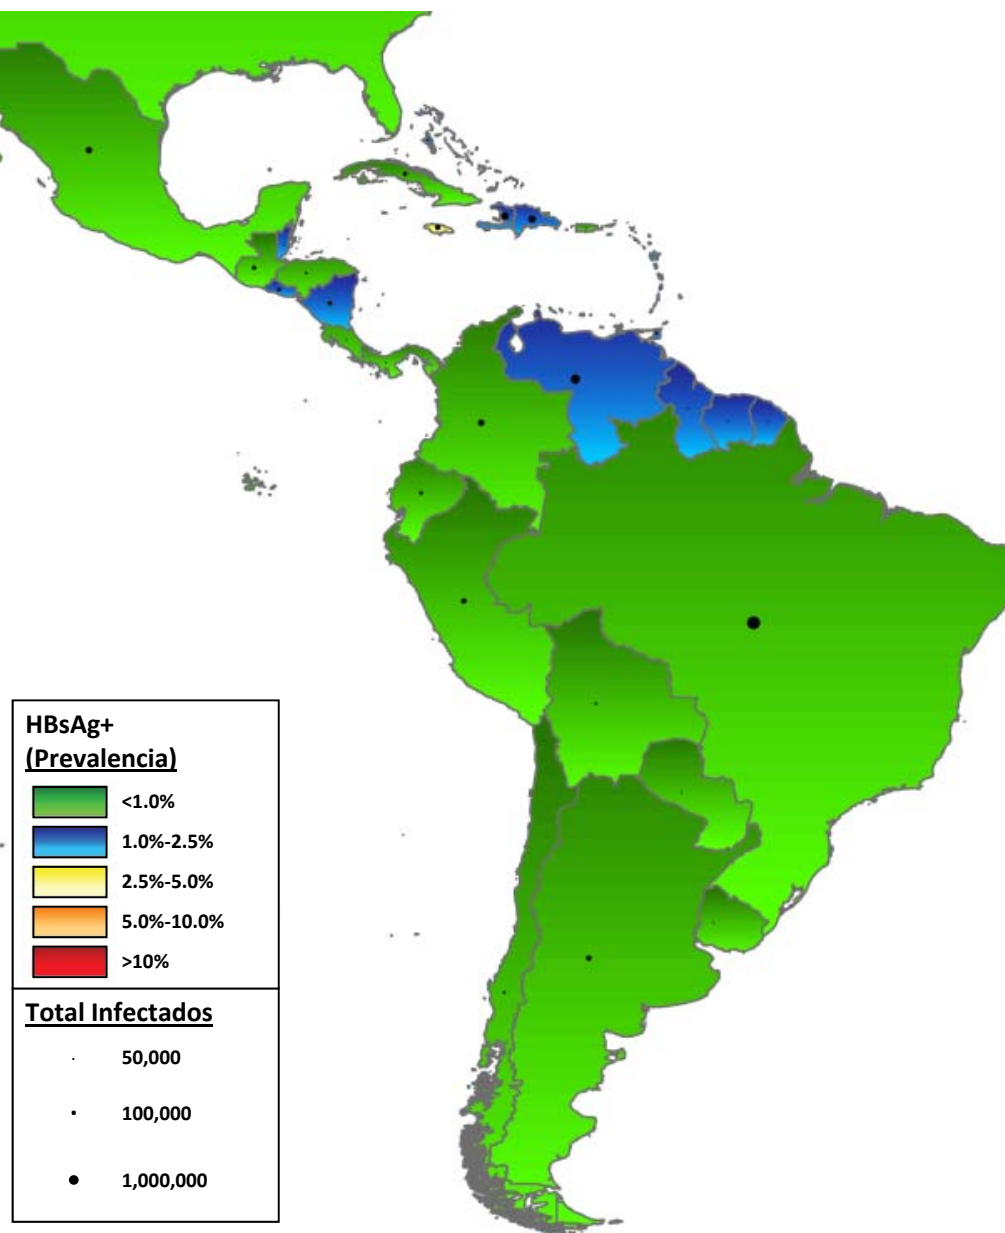 HBsAg+
(Prevalencia)
<1.0%
1.0%-2.5%
2.5%-5.0%
5.0%-10.0%
>10%
Total Infectados
50,000
100,000
1,000,000